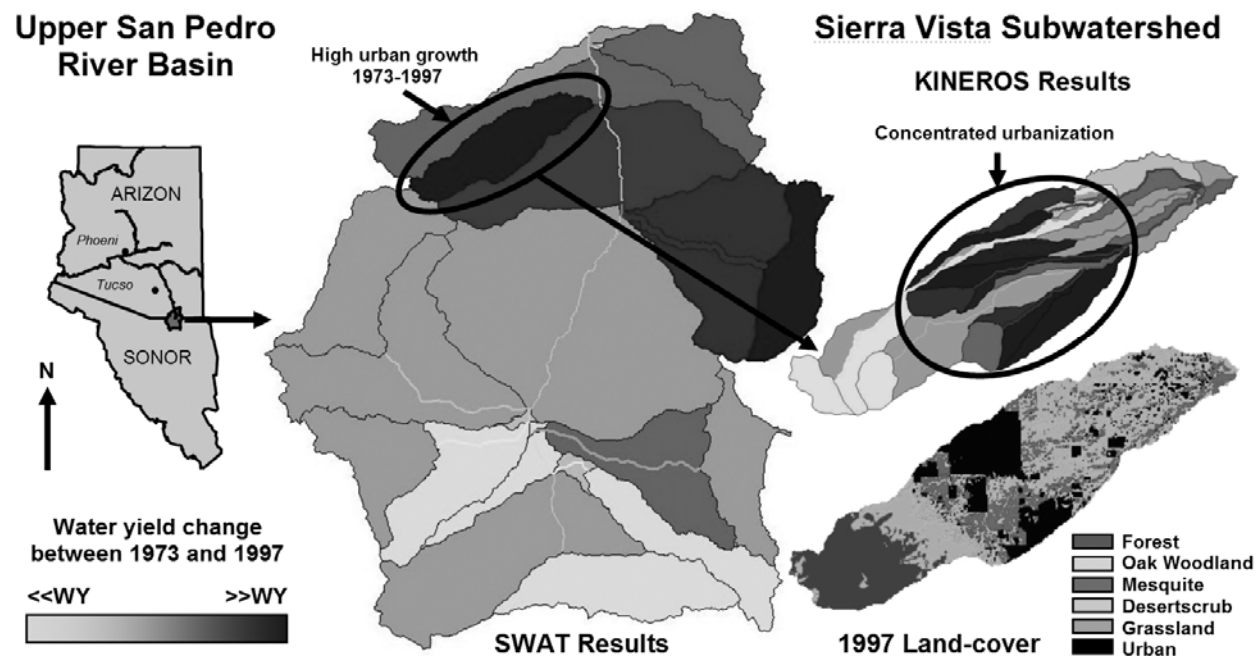 Upper San Pedro
River Basin
High urban growth
1973-1997
Sierra Vista Subwatershed
KINEROS Results
Concentrated urbanization
ARIZON
Phoeni
Tucso
SONOR
N
Water yield change
between 1973 and 1997
<<WY >>WY
SWAT Results
1997 Land-cover
Forest
Oak Woodland
Mesquite
Desertscrub
Grassland
Urban